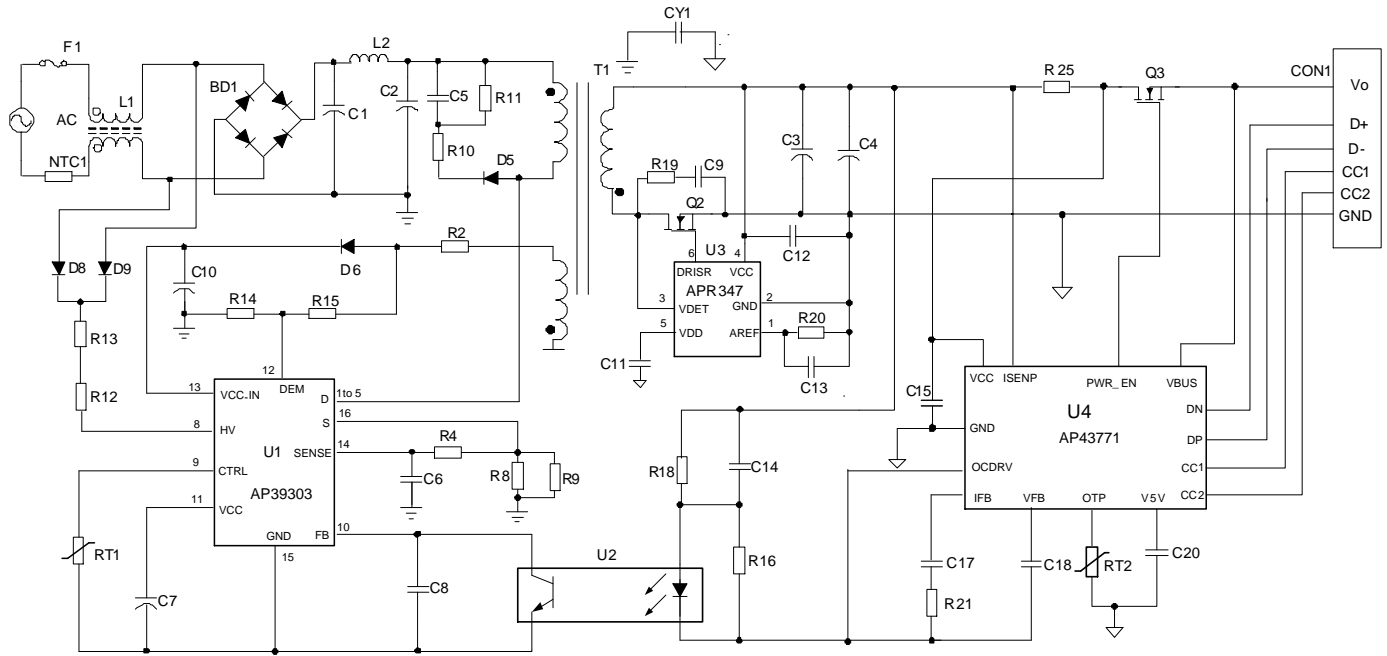 CY1
F1
L2
T1
R 25
Q3
CON1
Vo
BD1
AC
L1
C1
C2
C5
R11
D+
NTC1
R10
D5
R19
C9
C3
C4
D-
CC1
CC2
GND
Q2
U3
C12
R2
D6
D8
D9
C10
R14
R15
6
4
DRISR
VCC
APR347
3
VDET
GND
2
5
VDD
AREF
1
R20
C11
C13
R13
R12
12
DEM
13
VCC-IN
D
1to 5
8
HV
S
16
U1
SENSE
14
R4
9
CTRL
AP39303
11
VCC
C6
R8
R9
GND
FB
10
15
RT1
C7
C8
U2
R18
C14
R16
VCC
ISENP
PWR_EN
VBUS
C15
U4
DN
GND
AP43771
DP
OCDRV
CC1
IFB
VFB
OTP
V5V
CC2
C17
C18
RT2
C20
R21